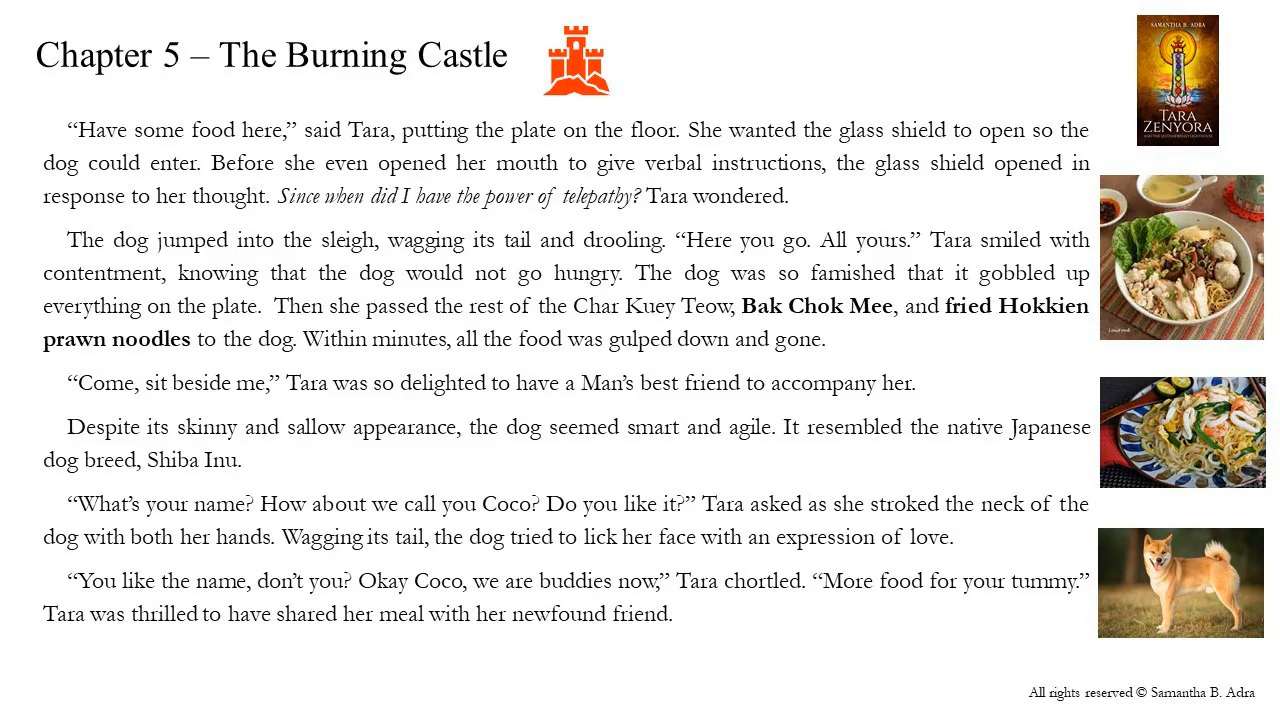 Chapter 5 – The Burning Castle
SAMANTHA B. ADRA
TARA
ZENYORA
“Have some food here,” said Tara, putting the plate on the floor. She wanted the glass shield to open so the
dog could enter. Before she even opened her mouth to give verbal instructions, the glass shield opened in
response to her thought. Since when did I have the power of telepathy? Tara wondered.
The dog jumped into the sleigh, wagging its tail and drooling. “Here you go. All yours.” Tara smiled with
contentment, knowing that the dog would not go hungry. The dog was so famished that it gobbled up
everything on the plate. Then she passed the rest of the Char Kuey Teow, Bak Chok Mee, and fried Hokkien
prawn noodles to the dog. Within minutes, all the food was gulped down and gone.
“Come, sit beside me,” Tara was so delighted to have a Man’s best friend to accompany her.
Despite its skinny and sallow appearance, the dog seemed smart and agile. It resembled the native Japanese
dog breed, Shiba Inu.
“What’s your name? How about we call you Coco? Do you like it?” Tara asked as she stroked the neck of the
dog with both her hands. Wagging its tail, the dog tried to lick her face with an expression of love.
“You like the name, don’t you? Okay Coco, we are buddies now,” Tara chortled. “More food for your tummy.”
Tara was thrilled to have shared her meal with her newfound friend.
All rights reserved © Samantha B. Adra